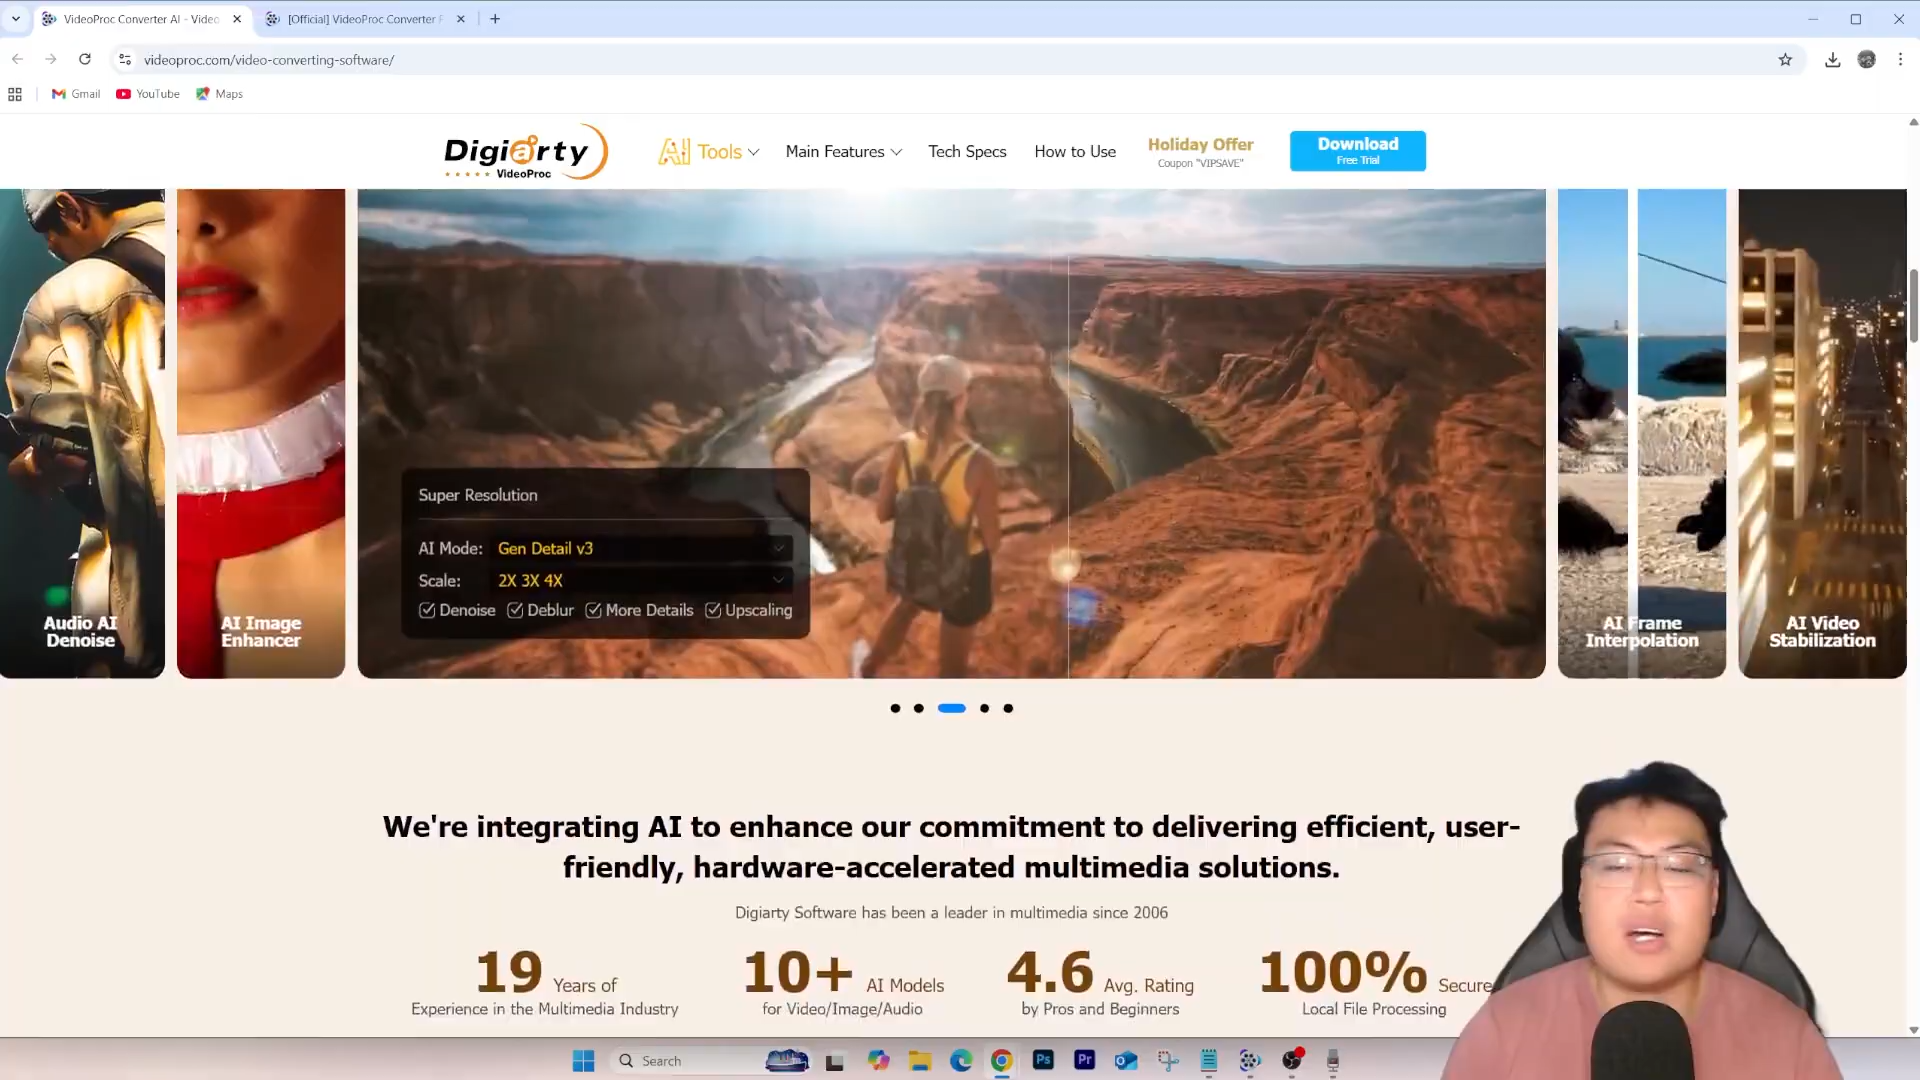 VideoProc Converter AI - Video
[Official] VideoProc Converter
videoproc.com/video-converting-software/
Gmail
YouTube
Maps
Digiarty
VideoProc
AI Tools
Main Features
Tech Specs
How to Use
Holiday Offer
Coupon "VIPSAVE"
Download
Free Trial
Audio AI
Denoise
AI Image
Enhancer
Super Resolution
AI Mode: Gen Detail v3
Scale: 2X 3X 4X
Denoise Deblur More Details Upscaling
AI Frame
Interpolation
AI Video
Stabilization
We're integrating AI to enhance our commitment to delivering efficient, user-
friendly, hardware-accelerated multimedia solutions.
Digiarty Software has been a leader in multimedia since 2006
19 Years of
Experience in the Multimedia Industry
10+ AI Models
for Video/Image/Audio
4.6 Avg. Rating
by Pros and Beginners
100% Secure
Local File Processing
Search
Ps
Pr